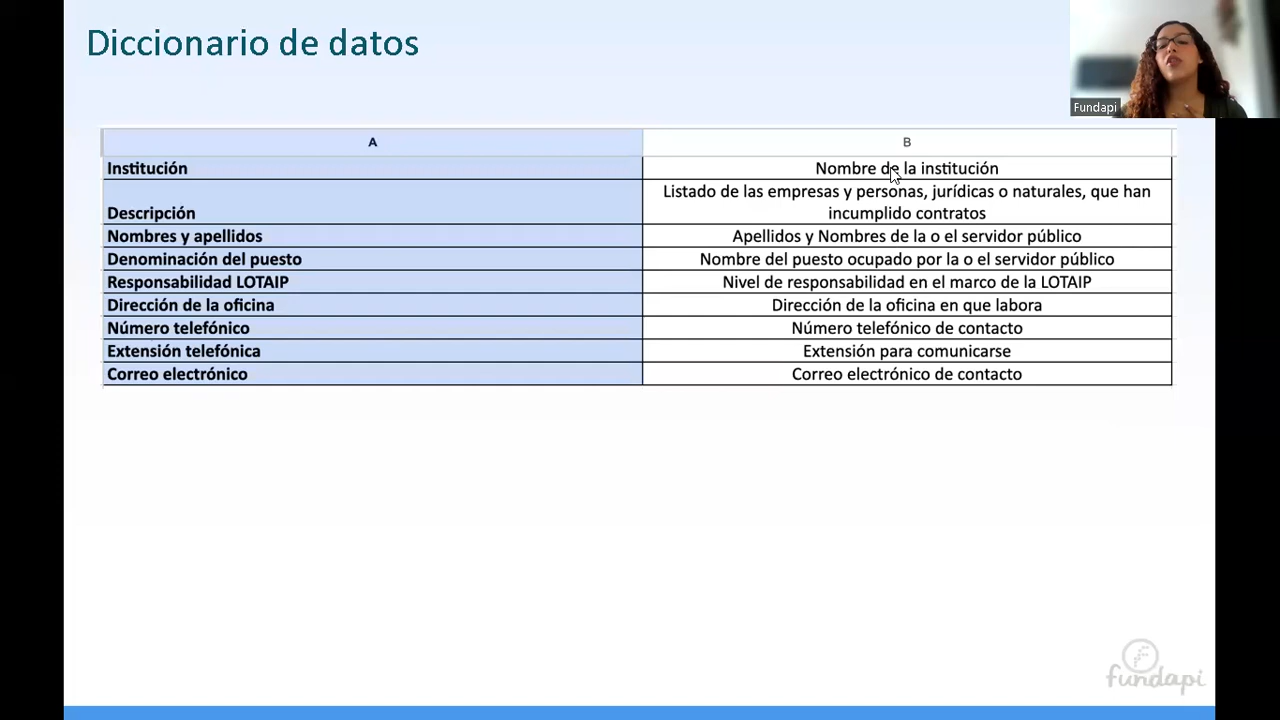 Diccionario de datos
Fundapi
A B
Institución Nombre de la institución
Descripción Listado de las empresas y personas, jurídicas o naturales, que han
incumplido contratos
Nombres y apellidos Apellidos y Nombres de la o el servidor público
Denominación del puesto Nombre del puesto ocupado por la o el servidor público
Responsabilidad LOTAIP Nivel de responsabilidad en el marco de la LOTAIP
Dirección de la oficina Dirección de la oficina en que labora
Número telefónico Número telefónico de contacto
Extensión telefónica Extensión para comunicarse
Correo electrónico Correo electrónico de contacto
fundapi